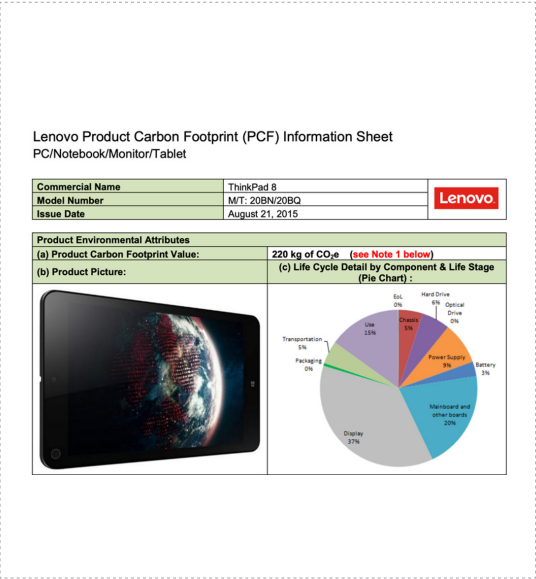 Lenovo Product Carbon Footprint (PCF) Information Sheet
PC/Notebook/Monitor/Tablet
Commercial Name ThinkPad 8
Model Number M/T: 20BN/20BQ
Issue Date August 21, 2015
Lenovo
Product Environmental Attributes
(a) Product Carbon Footprint Value: 220 kg of CO₂e (see Note 1 below)
(b) Product Picture:
(c) Life Cycle Detail by Component & Life Stage
(Pie Chart) :
EoL
0%
Hard Drive
6%
Optical
Drive
0%
Chassis
5%
Use
15%
Transportation
5%
Packaging
0%
Power Supply
9%
Battery
3%
Mainboard and
other boards
20%
Display
37%